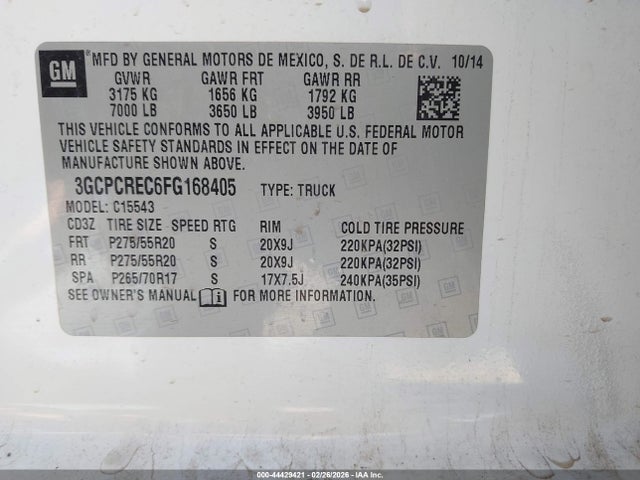 GM MFD BY GENERAL MOTORS DE MEXICO, S. DE R.L. DE C.V. 10/14
GVWR GAWR FRT GAWR RR
3175 KG 1656 KG 1792 KG
7000 LB 3650 LB 3950 LB
THIS VEHICLE CONFORMS TO ALL APPLICABLE U.S. FEDERAL MOTOR
VEHICLE SAFETY STANDARDS IN EFFECT ON THE DATE OF
MANUFACTURE SHOWN ABOVE.
3GCPCREC6FG168405 TYPE: TRUCK
MODEL: C15543
CD3Z TIRE SIZE SPEED RTG RIM COLD TIRE PRESSURE
FRT P275/55R20 S 20X9J 220KPA(32PSI)
RR P275/55R20 S 20X9J 220KPA(32PSI)
SPA P265/70R17 S 17X7.5J 240KPA(35PSI)
SEE OWNER'S MANUAL FOR MORE INFORMATION.
000-44429421 - 02/26/2026 - IAAI.com